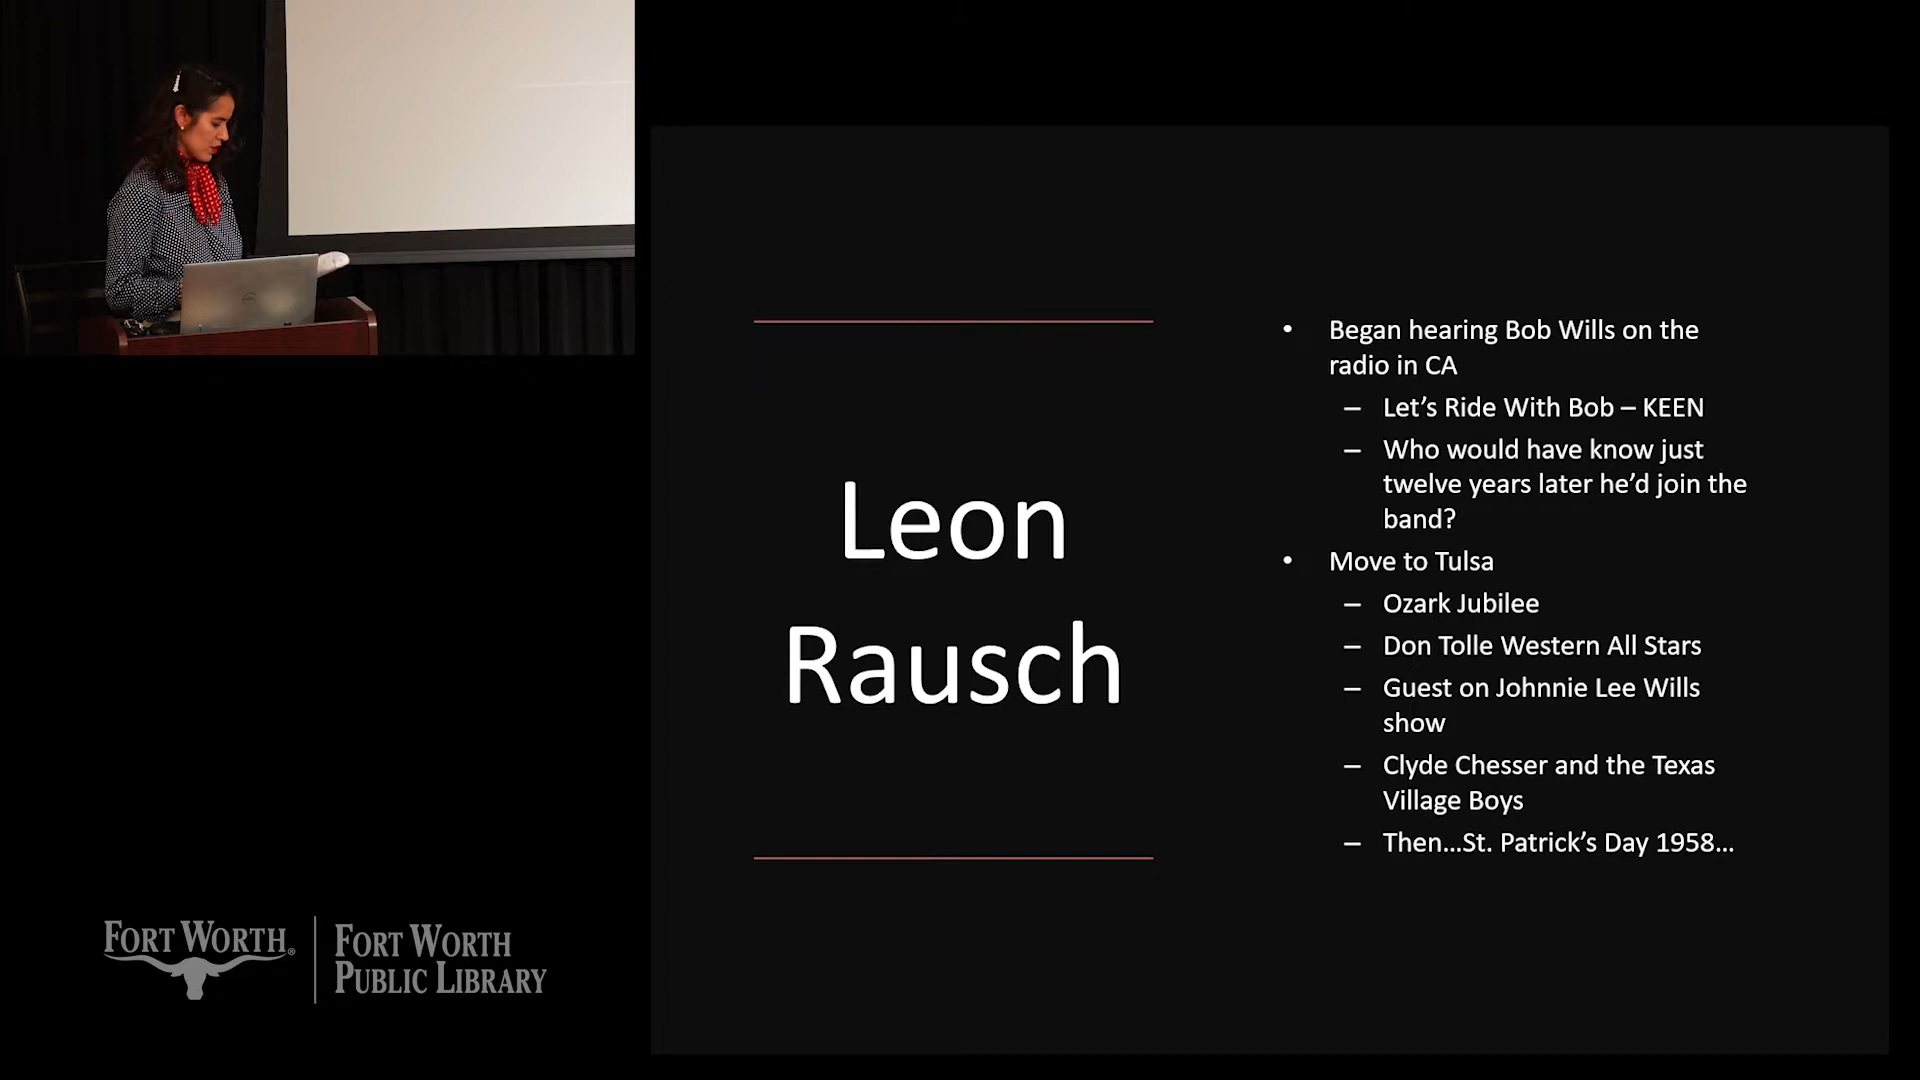 Leon
Rausch
• Began hearing Bob Wills on the
radio in CA
– Let’s Ride With Bob – KEEN
– Who would have know just
twelve years later he’d join the
band?
• Move to Tulsa
– Ozark Jubilee
– Don Tolle Western All Stars
– Guest on Johnnie Lee Wills
show
– Clyde Chesser and the Texas
Village Boys
– Then…St. Patrick’s Day 1958…
FORT WORTH®
FORT WORTH
PUBLIC LIBRARY